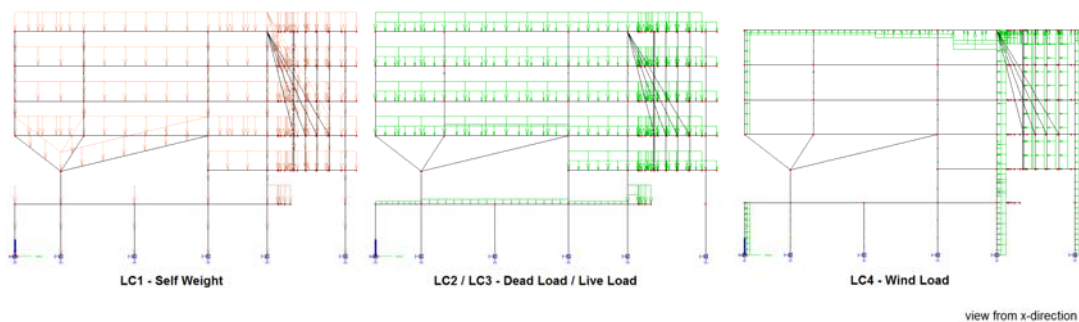 LC1 - Self Weight
LC2 / LC3 - Dead Load / Live Load
LC4 - Wind Load
view from x-direction